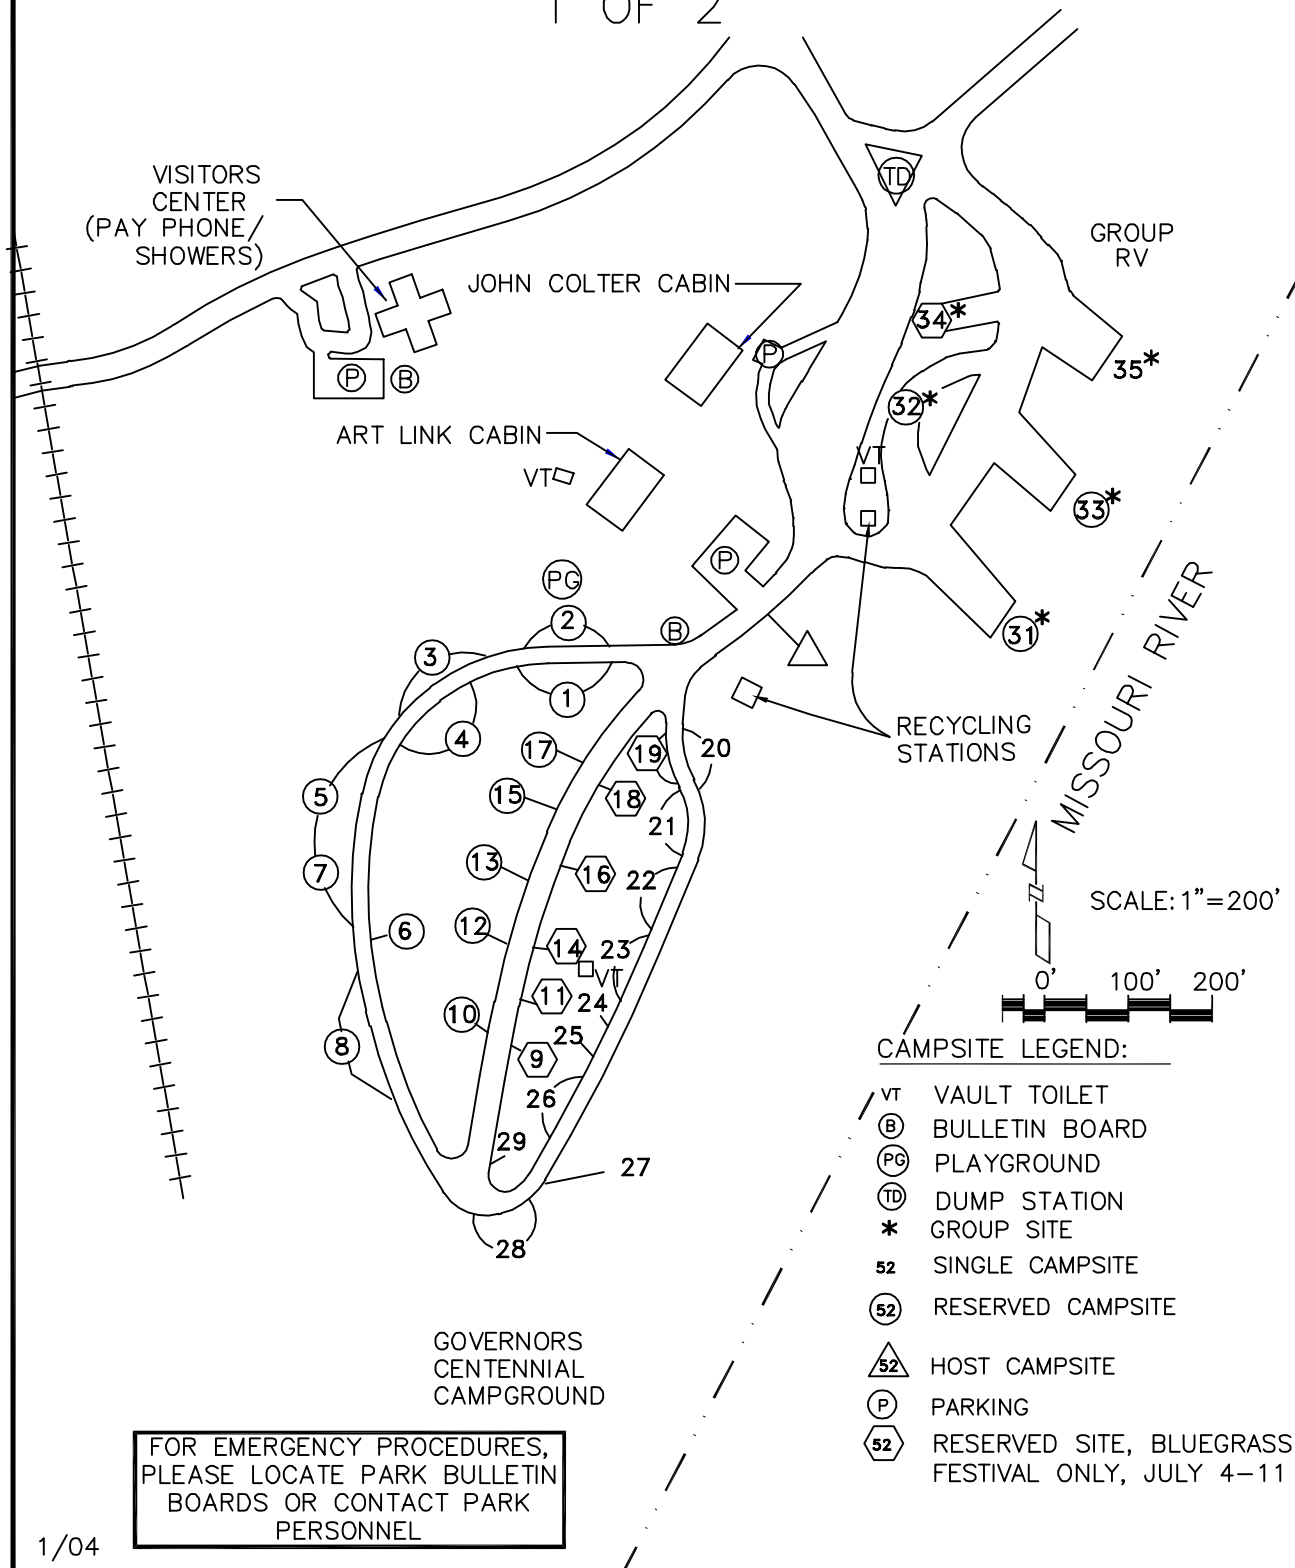 1 OF 2
VISITORS
CENTER
(PAY PHONE/
SHOWERS)
TD
GROUP
RV
JOHN COLTER CABIN
34*
P
35*
P
B
32*
ART LINK CABIN
VT
VT
33*
P
PG
2
B
31*
3
1
MISSOURI RIVER
4
17
19
20
RECYCLING
STATIONS
5
15
18
21
7
13
16
22
SCALE: 1"=200'
6
12
14
23
VT
0' 100' 200'
11
24
10
25
8
9
CAMPSITE LEGEND:
26
VT VAULT TOILET
B BULLETIN BOARD
29
27
PG PLAYGROUND
TD DUMP STATION
* GROUP SITE
28
52 SINGLE CAMPSITE
52 RESERVED CAMPSITE
52 HOST CAMPSITE
P PARKING
52 RESERVED SITE, BLUEGRASS
FESTIVAL ONLY, JULY 4-11
GOVERNORS
CENTENNIAL
CAMPGROUND
FOR EMERGENCY PROCEDURES,
PLEASE LOCATE PARK BULLETIN
BOARDS OR CONTACT PARK
PERSONNEL
1/04